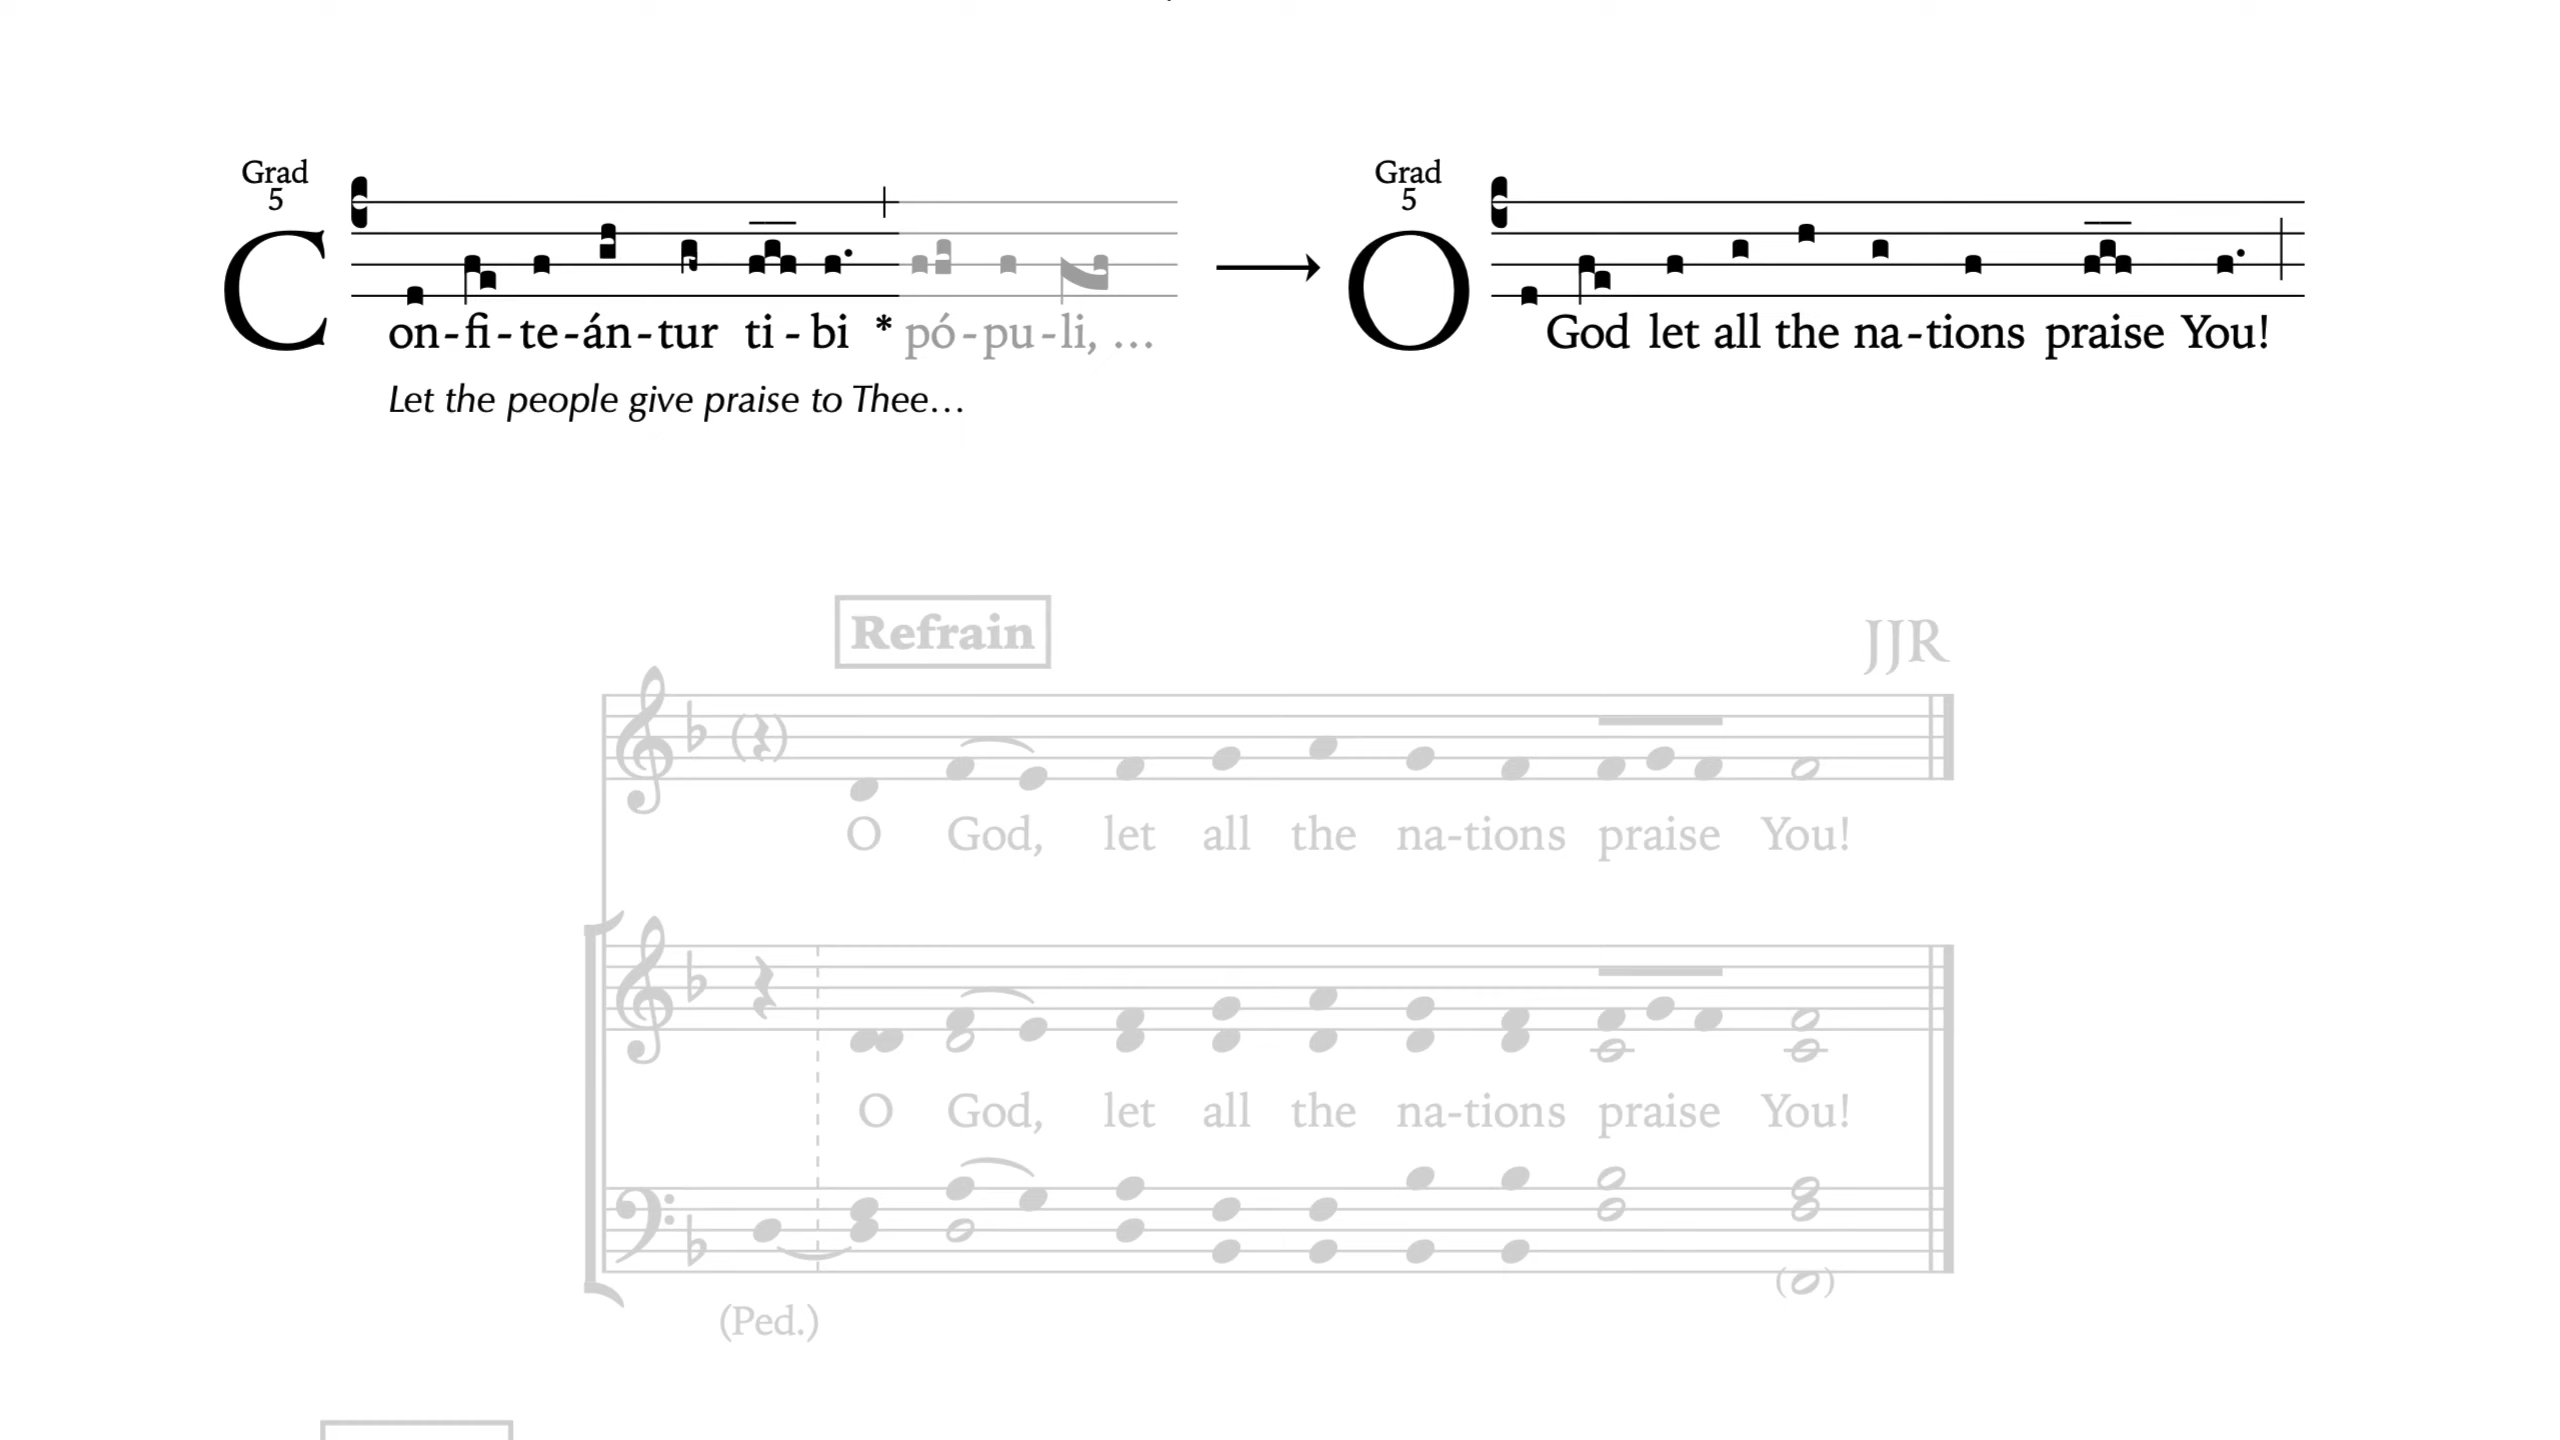 Grad
5
Con-fi-te-án-tur ti-bi * pó-pu-li, ...
Let the people give praise to Thee…
Grad
5
O God let all the na-tions praise You!
Refrain
JJR
O God, let all the na-tions praise You!
O God, let all the na-tions praise You!
(Ped.)